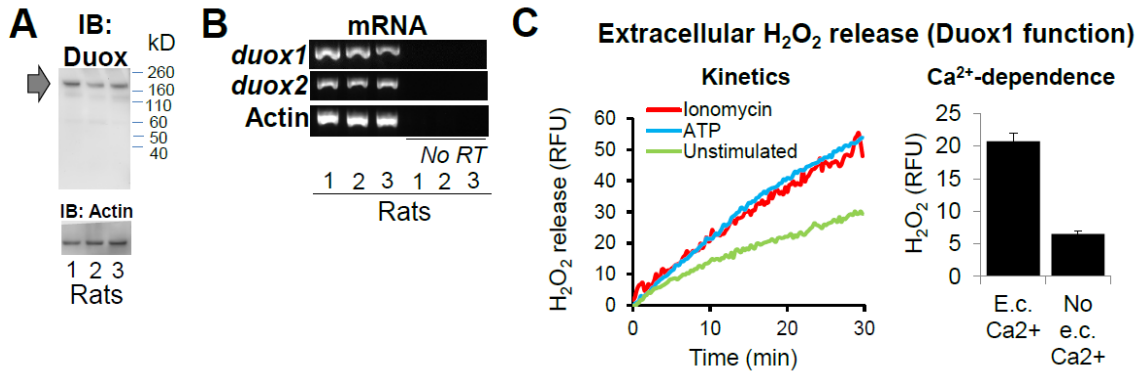 A
IB:
Duox
kD
260
160
110
60
50
40
IB: Actin
1 2 3
Rats
B
mRNA
duox1
duox2
Actin
No RT
1 2 3 1 2 3
Rats
C
Extracellular H₂O₂ release (Duox1 function)
Kinetics
Ionomycin
ATP
Unstimulated
H₂O₂ release (RFU)
60
50
40
30
20
10
0
0 10 20 30
Time (min)
Ca²⁺-dependence
H₂O₂ (RFU)
25
20
15
10
5
0
E.c. Ca2+
No e.c. Ca2+